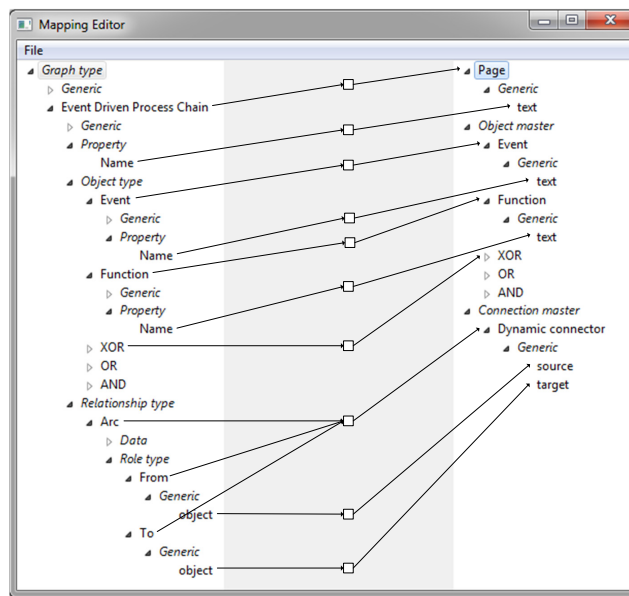 Mapping Editor
File
Graph type
Generic
Event Driven Process Chain
Generic
Property
Name
Object type
Event
Generic
Property
Name
Function
Generic
Property
Name
XOR
OR
AND
Relationship type
Arc
Data
Role type
From
Generic
object
To
Generic
object
Page
Generic
text
Object master
Event
Generic
text
Function
Generic
text
XOR
OR
AND
Connection master
Dynamic connector
Generic
source
target